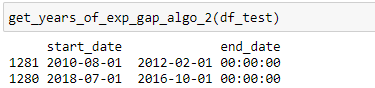 get_years_of_exp_gap_algo_2(df_test)
start_date end_date
1281 2010-08-01 2012-02-01 00:00:00
1280 2018-07-01 2016-10-01 00:00:00